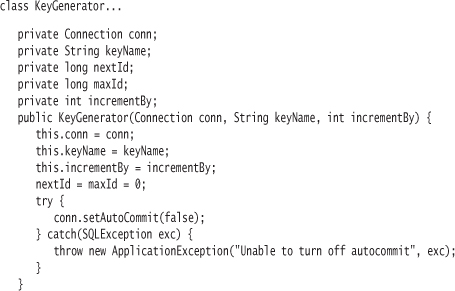 class KeyGenerator...
private Connection conn;
private String keyName;
private long nextId;
private long maxId;
private int incrementBy;
public KeyGenerator(Connection conn, String keyName, int incrementBy) {
this.conn = conn;
this.keyName = keyName;
this.incrementBy = incrementBy;
nextId = maxId = 0;
try {
conn.setAutoCommit(false);
} catch(SQLException exc) {
throw new ApplicationException("Unable to turn off autocommit", exc);
}
}